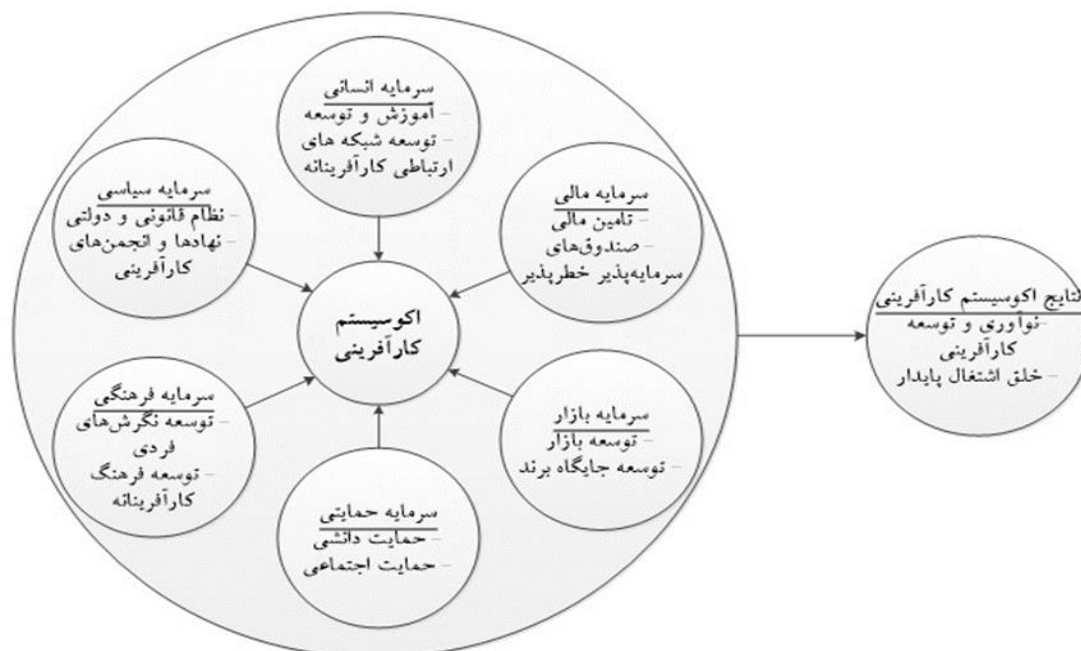 سرمایه انسانی
- آموزش و توسعه
- توسعه شبکه های
ارتباطی کارآفرینانه
سرمایه مالی
- تامین مالی
- صندوق‌های
سرمایه‌پذیر خطرپذیر
سرمایه بازار
- توسعه بازار
- توسعه جایگاه برند
سرمایه حمایتی
- حمایت دانشی
- حمایت اجتماعی
سرمایه فرهنگی
- توسعه نگرش‌های
فردی
- توسعه فرهنگ
کارآفرینانه
سرمایه سیاسی
- نظام قانونی و دولتی
- نهادها و انجمن‌های
کارآفرینی
اکوسیستم
کارآفرینی
نتایج اکوسیستم کارآفرینی
- نوآوری و توسعه
کارآفرینی
- خلق اشتغال پایدار